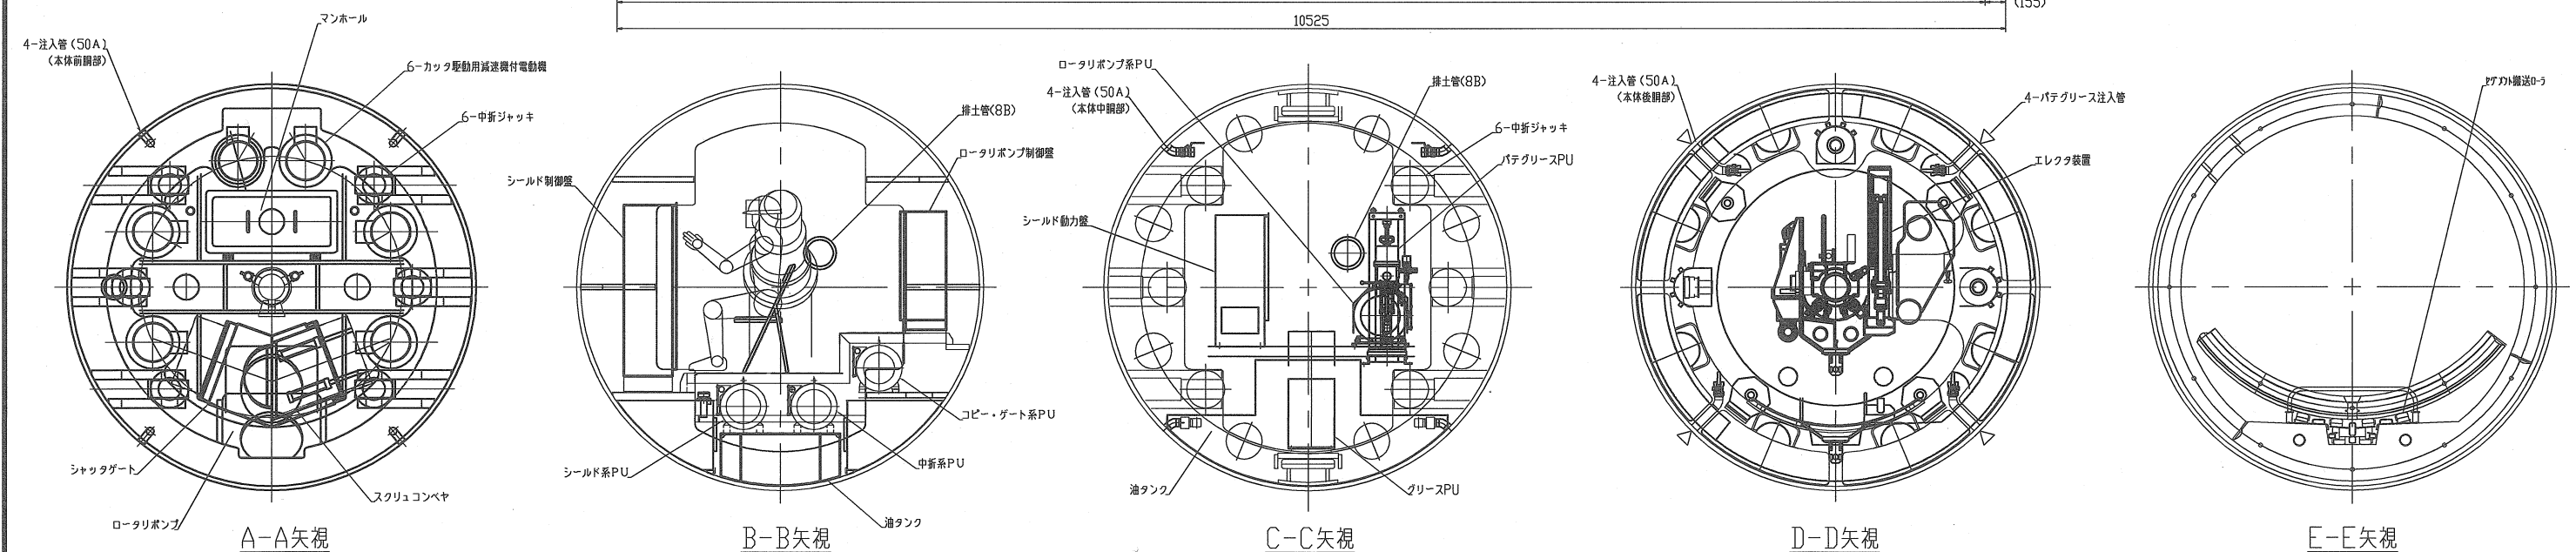 (155)
10525
マンホール
4-注入管(50A)
(本体前胴部)
6-カッタ駆動用減速機付電動機
6-中折ジャッキ
シャッタゲート
スクリュコンベヤ
ロータリポンプ
A-A矢視
排土管(8B)
ロータリポンプ制御盤
シールド制御盤
コピー・ゲート系PU
シールド系PU
中折系PU
油タンク
B-B矢視
ロータリポンプ系PU
4-注入管(50A)
(本体中胴部)
排土管(8B)
6-中折ジャッキ
パテグリースPU
シールド動力盤
油タンク
グリースPU
C-C矢視
4-注入管(50A)
(本体後胴部)
4-パテグリース注入管
エレクタ装置
D-D矢視
セグメント搬送ローラ
E-E矢視